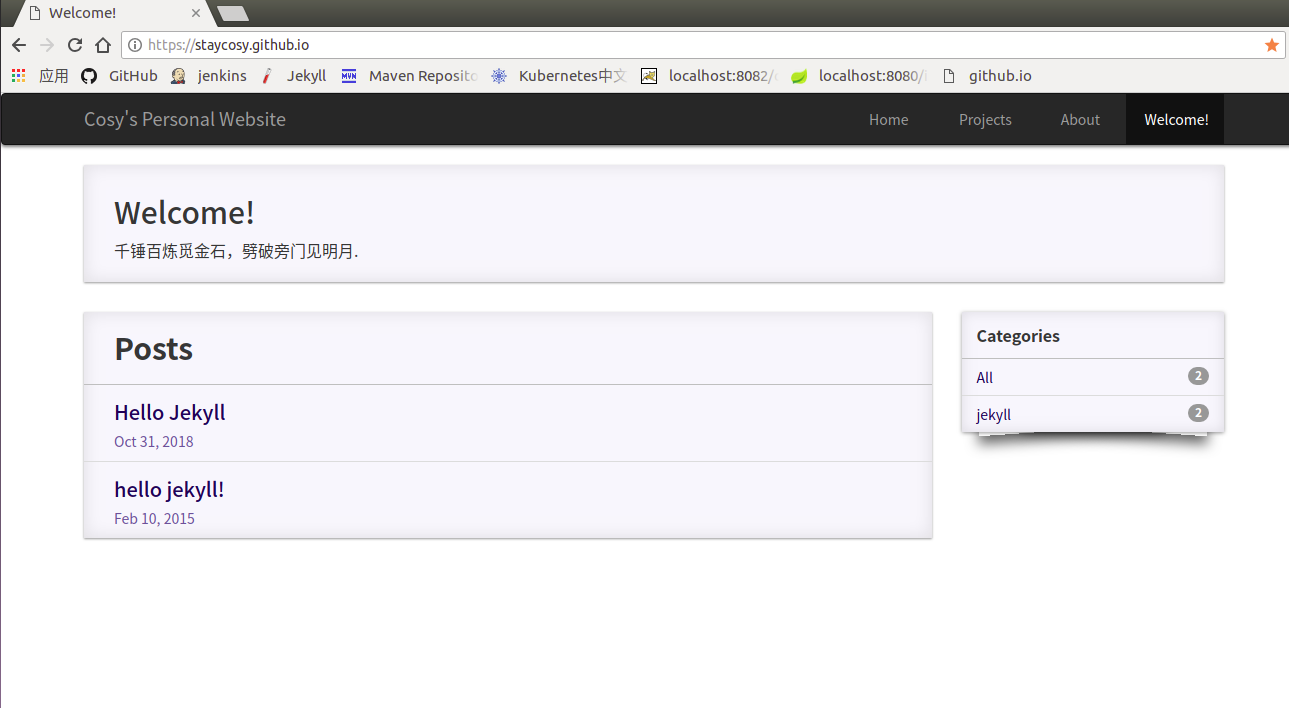 Welcome!
https://staycosy.github.io
应用 GitHub jenkins Jekyll Maven Reposito Kubernetes中文 localhost:8082/ localhost:8080/i github.io
Cosy's Personal Website Home Projects About Welcome!
Welcome!
千锤百炼觅金石，劈破旁门见明月.
Posts
Hello Jekyll
Oct 31, 2018
hello jekyll!
Feb 10, 2015
Categories
All 2
jekyll 2